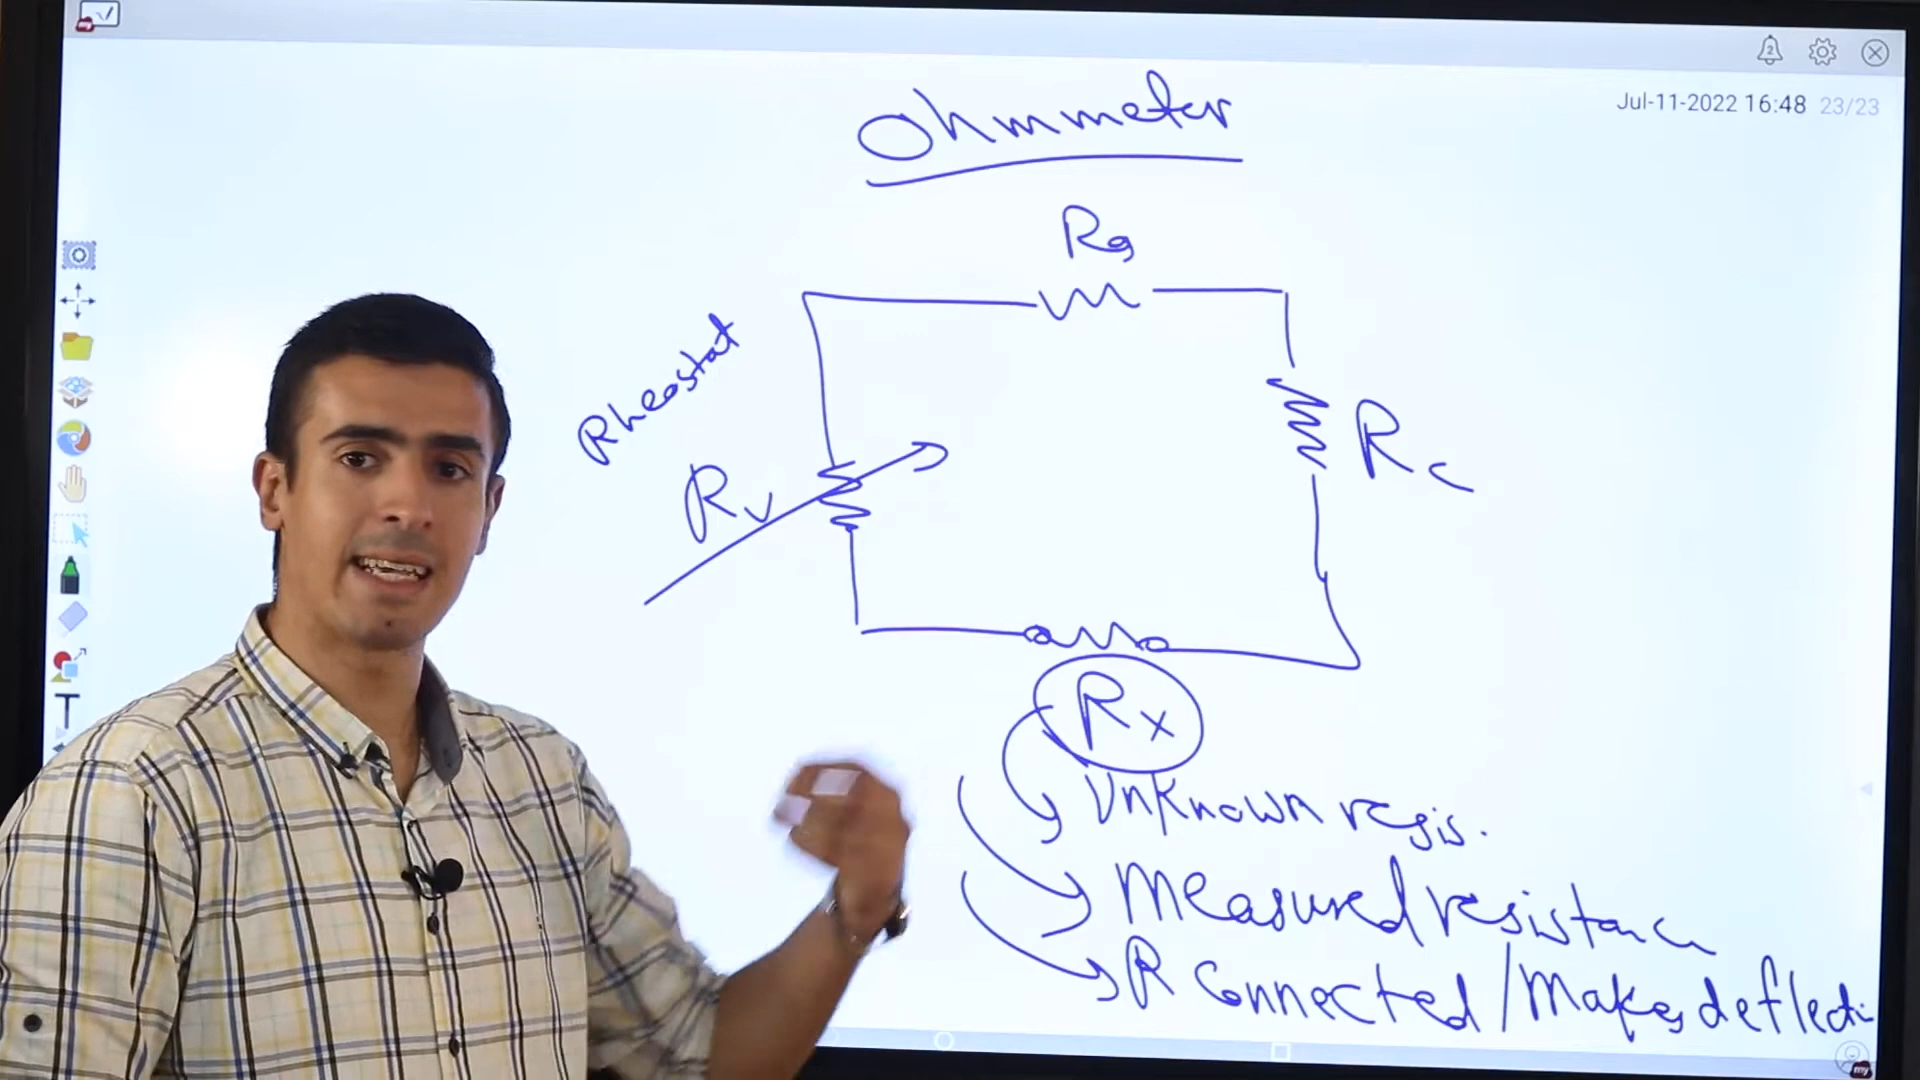 Jul-11-2022 16:48 23/23
Ohmmeter
Rg
Rheostat
Rv
Rc
Rx
Unknown resis.
Measured resistanc
R Connected / Makes deflecti